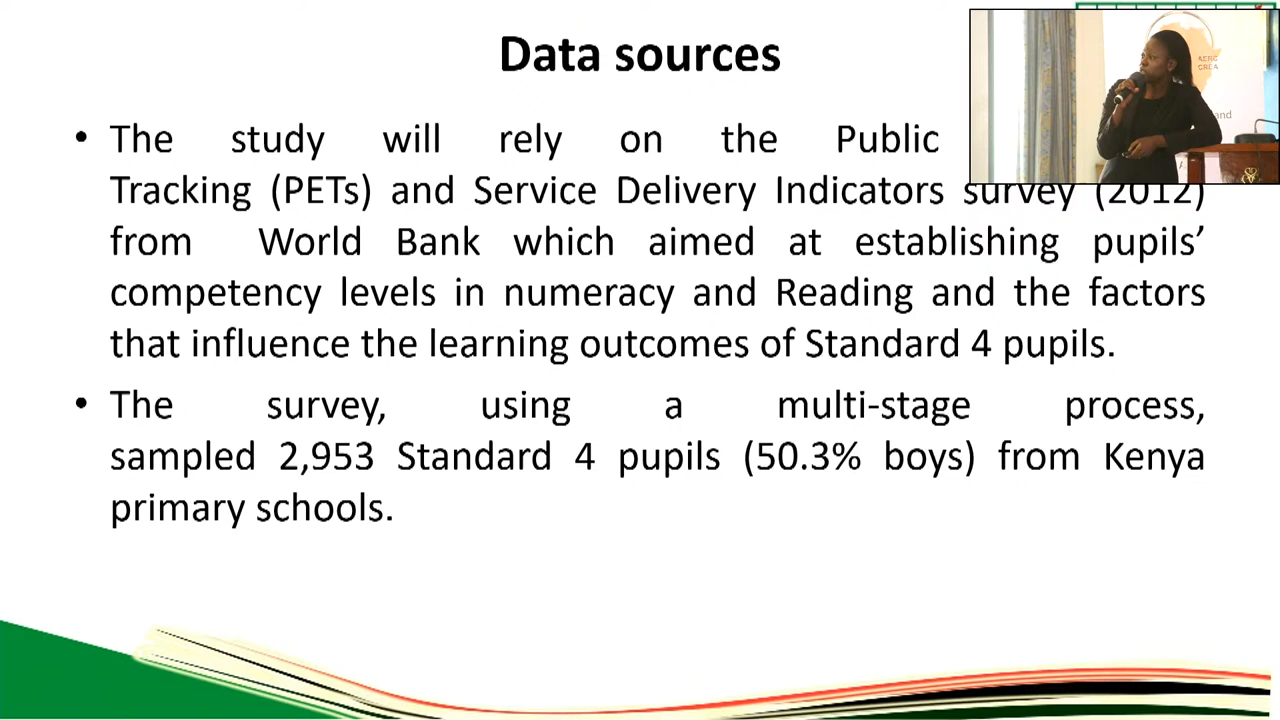 Data sources
• The study will rely on the Public
Tracking (PETs) and Service Delivery Indicators survey (2012)
from World Bank which aimed at establishing pupils’
competency levels in numeracy and Reading and the factors
that influence the learning outcomes of Standard 4 pupils.
• The survey, using a multi-stage process,
sampled 2,953 Standard 4 pupils (50.3% boys) from Kenya
primary schools.
AERC
CREA
and